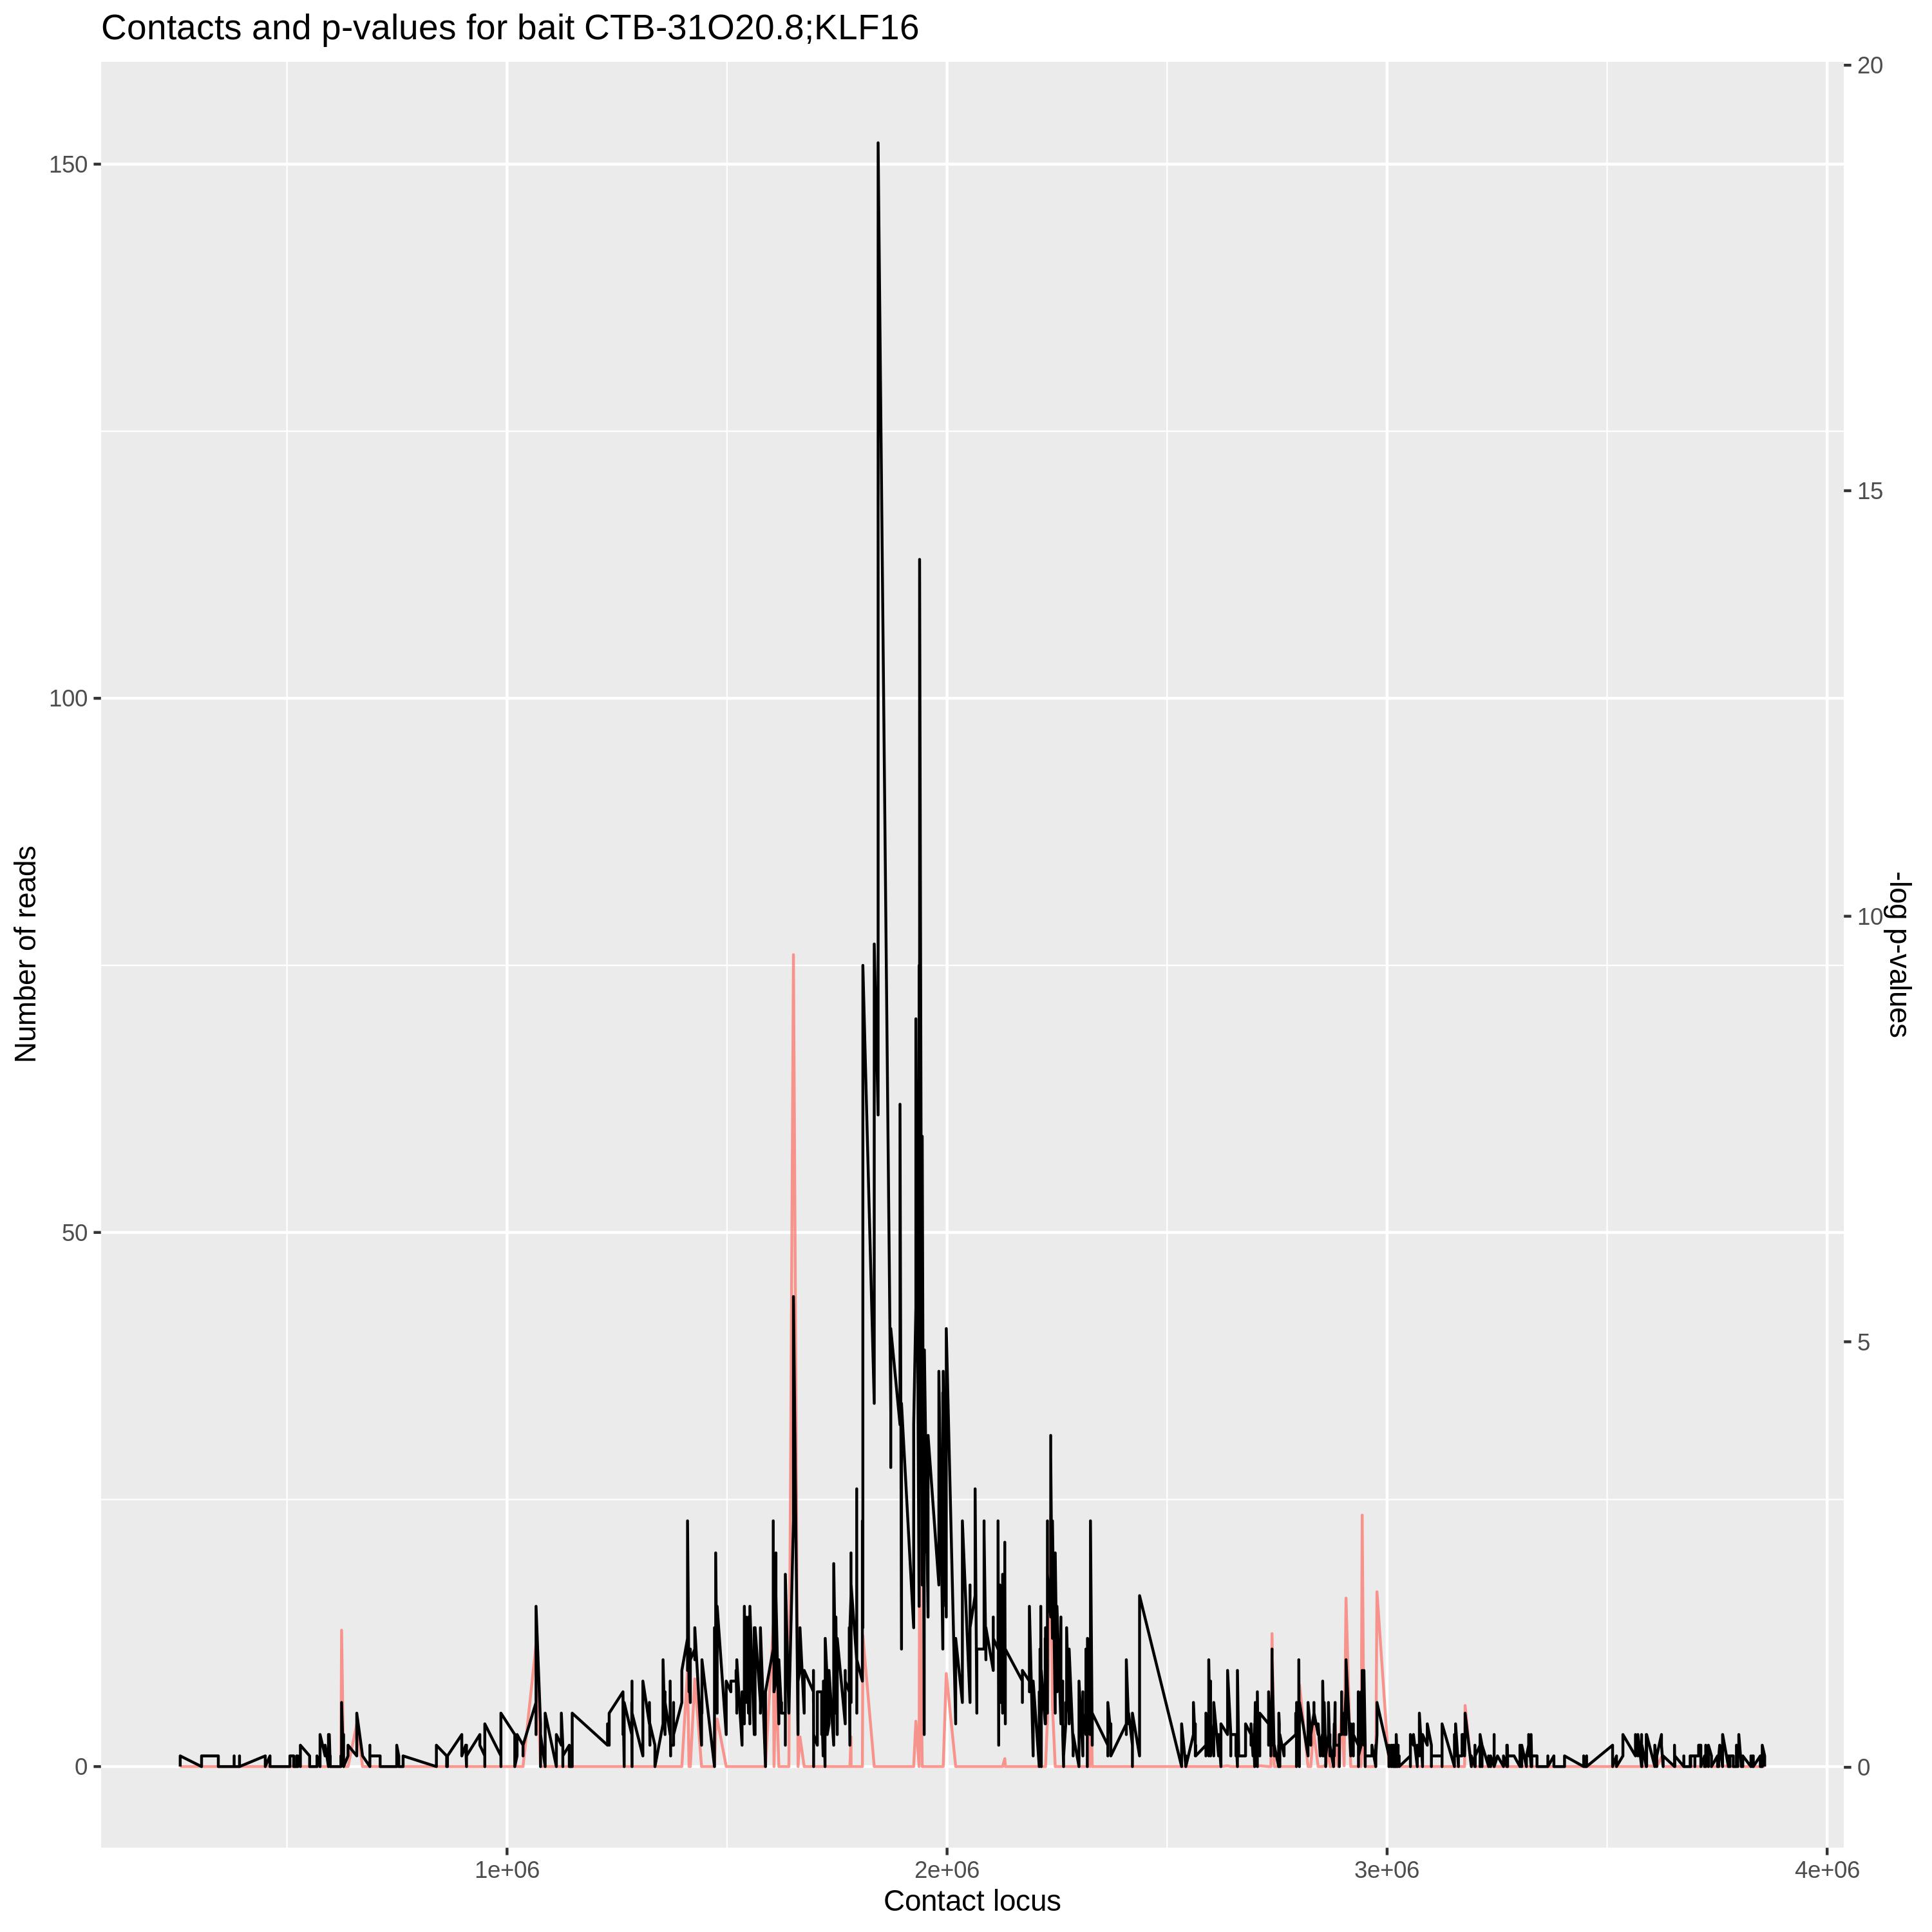 Contacts and p-values for bait CTB-31O20.8;KLF16
Number of reads
150
100
50
0
20
15
10
5
0
-log p-values
1e+06
2e+06
3e+06
4e+06
Contact locus